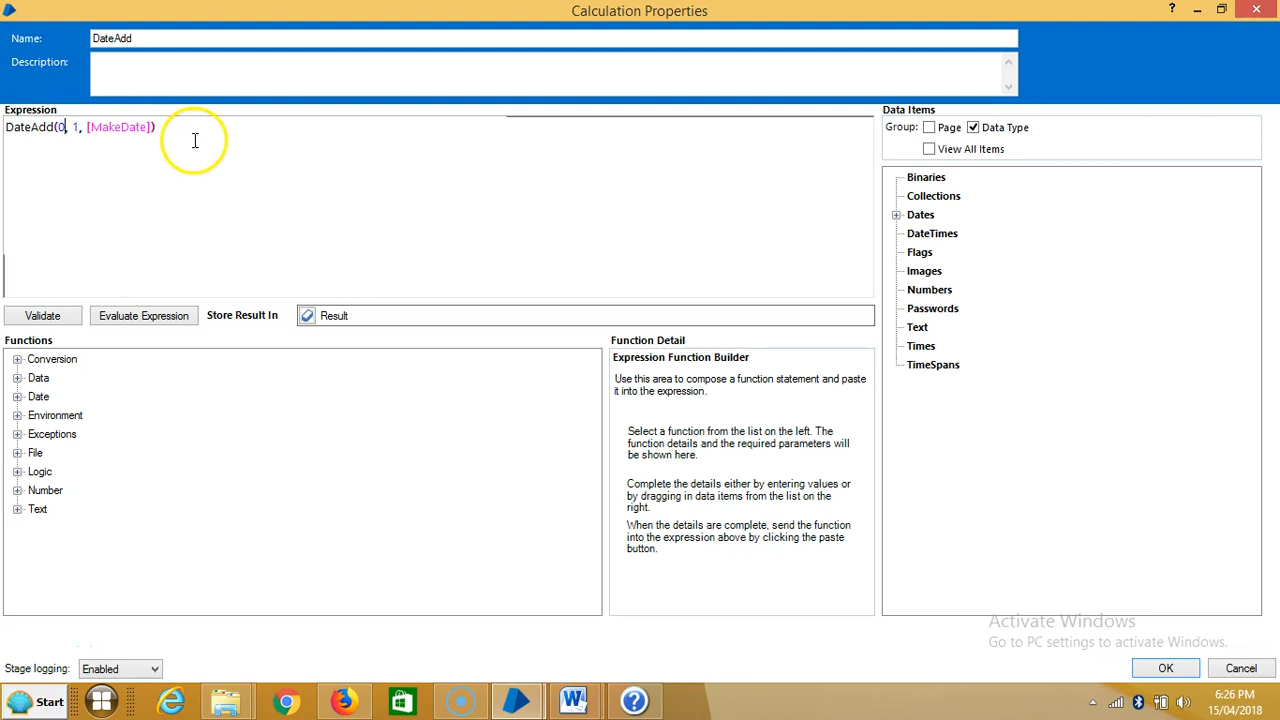 Calculation Properties
?
Name:
DateAdd
Description:
Expression
DateAdd(0, 1, [MakeDate])
Data Items
Group:
Page
Data Type
View All Items
Binaries
Collections
Dates
DateTimes
Flags
Images
Numbers
Passwords
Text
Times
TimeSpans
Validate
Evaluate Expression
Store Result In
Result
Functions
Conversion
Data
Date
Environment
Exceptions
File
Logic
Number
Text
Function Detail
Expression Function Builder
Use this area to compose a function statement and paste
it into the expression.
Select a function from the list on the left. The
function details and the required parameters will
be shown here.
Complete the details either by entering values or
by dragging in data items from the list on the
right.
When the details are complete, send the function
into the expression above by clicking the paste
button.
Activate Windows
Go to PC settings to activate Windows.
Stage logging:
Enabled
OK
Cancel
Start
6:26 PM
15/04/2018